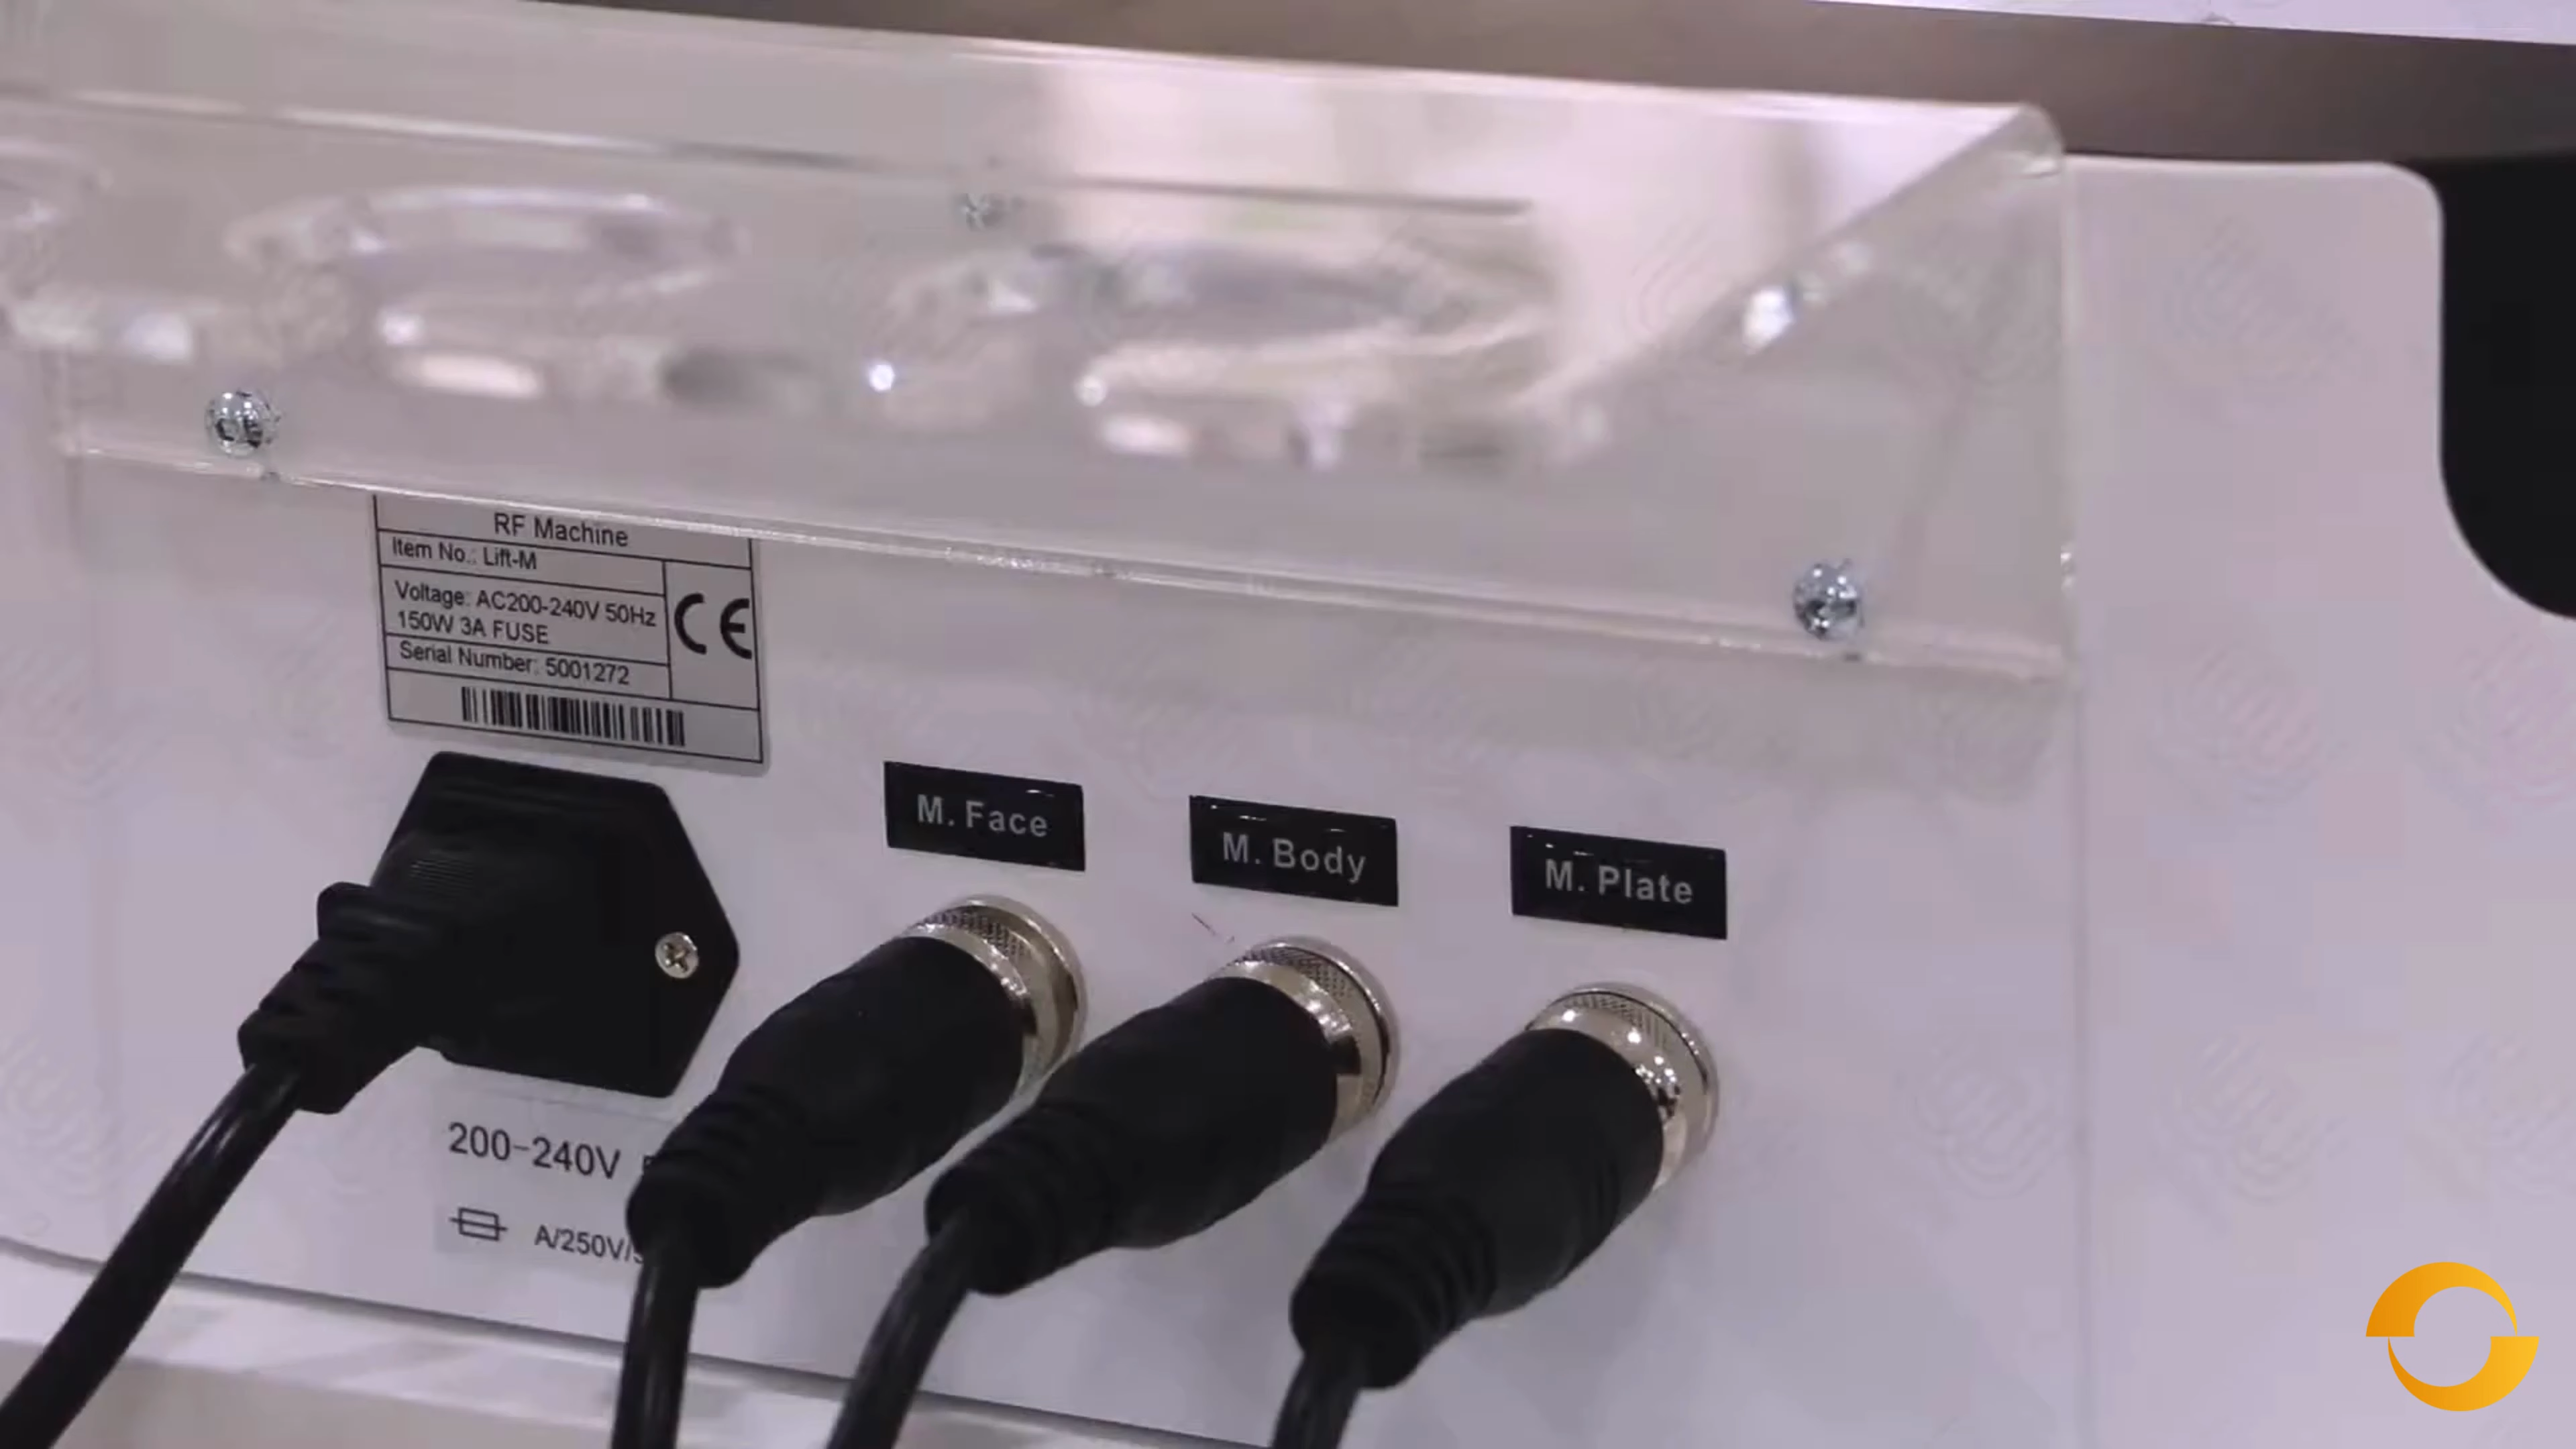 RF Machine
Item No.: Lift-M
Voltage: AC200-240V 50Hz
150W 3A FUSE
CE
Serial Number: 5001272
M. Face
M. Body
M. Plate
200-240V
A/250V/